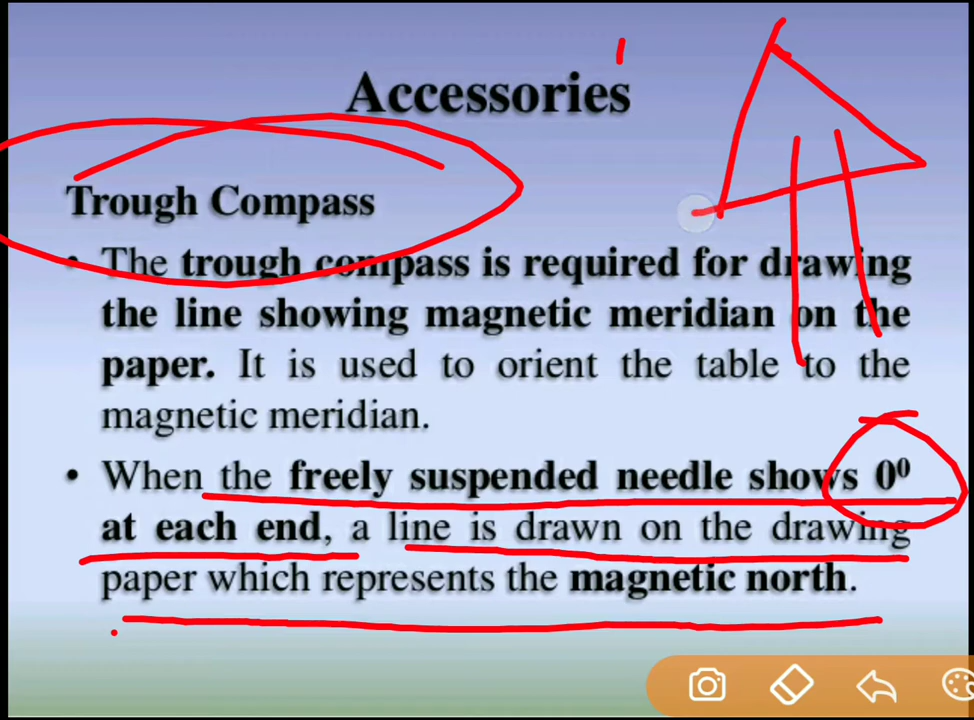 Accessories
Trough Compass
• The trough compass is required for drawing
the line showing magnetic meridian on the
paper. It is used to orient the table to the
magnetic meridian.
• When the freely suspended needle shows 0⁰
at each end, a line is drawn on the drawing
paper which represents the magnetic north.